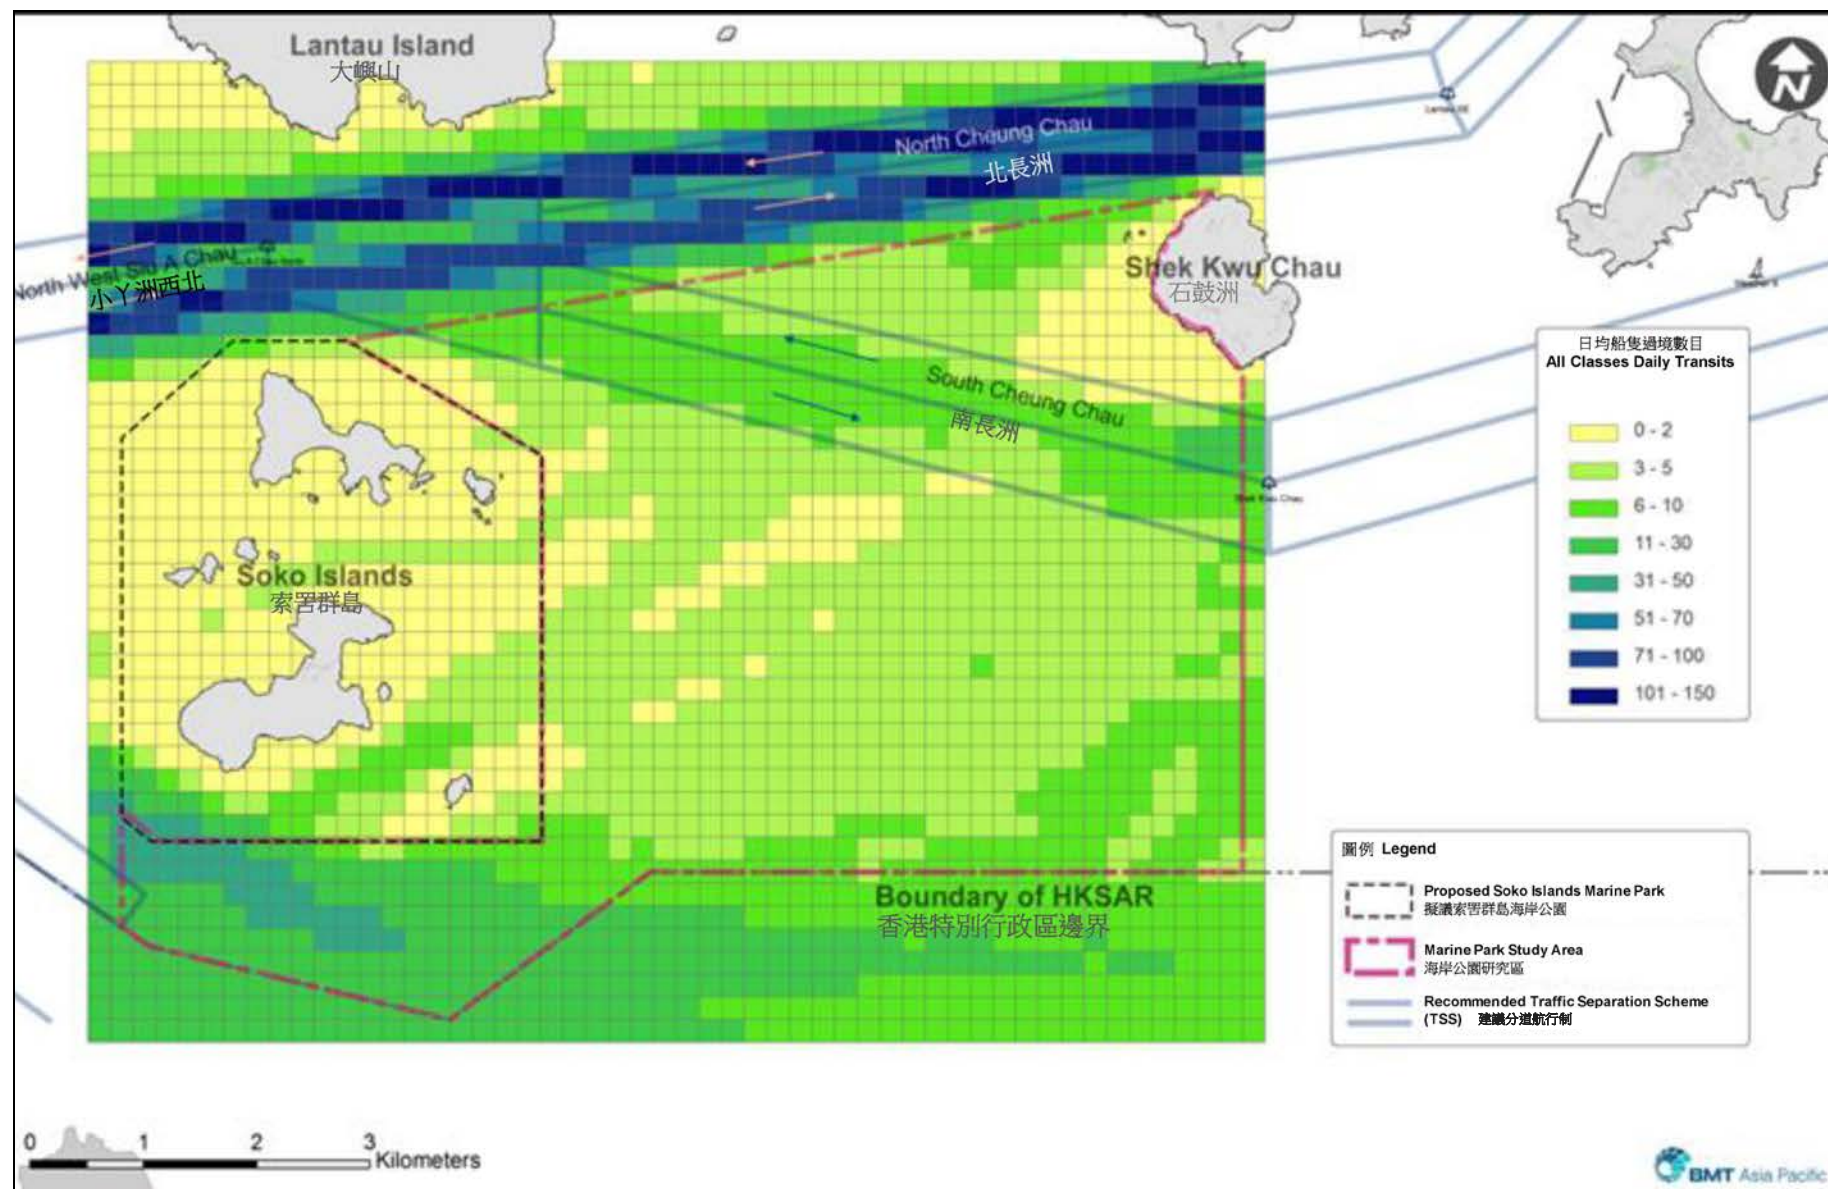 Lantau Island
大嶼山
North Cheung Chau
北長洲
North West Siu A Chau
小丫洲西北
Shek Kwu Chau
石鼓洲
South Cheung Chau
南長洲
Shek Kwu Chau
Soko Islands
索罟群島
Boundary of HKSAR
香港特別行政區邊界
N
日均船隻過境數目
All Classes Daily Transits
0 - 2
3 - 5
6 - 10
11 - 30
31 - 50
51 - 70
71 - 100
101 - 150
圖例 Legend
Proposed Soko Islands Marine Park
擬議索罟群島海岸公園
Marine Park Study Area
海岸公園研究區
Recommended Traffic Separation Scheme
(TSS) 建議分道航行制
0 1 2 3
Kilometers
BMT Asia Pacific